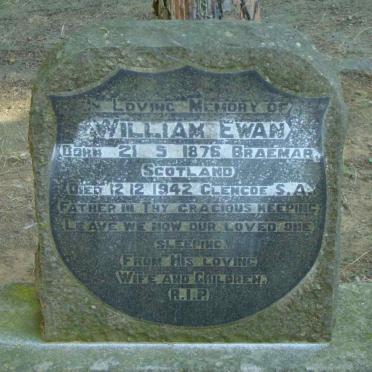 In Loving Memory of
William Ewan
Born 21 5 1876 Braemar
Scotland
Died 12 12 1942 Glencoe S.A.
Father in Thy gracious keeping
Leave we now our loved one
sleeping.
From His Loving
Wife and Children.
R.I.P.